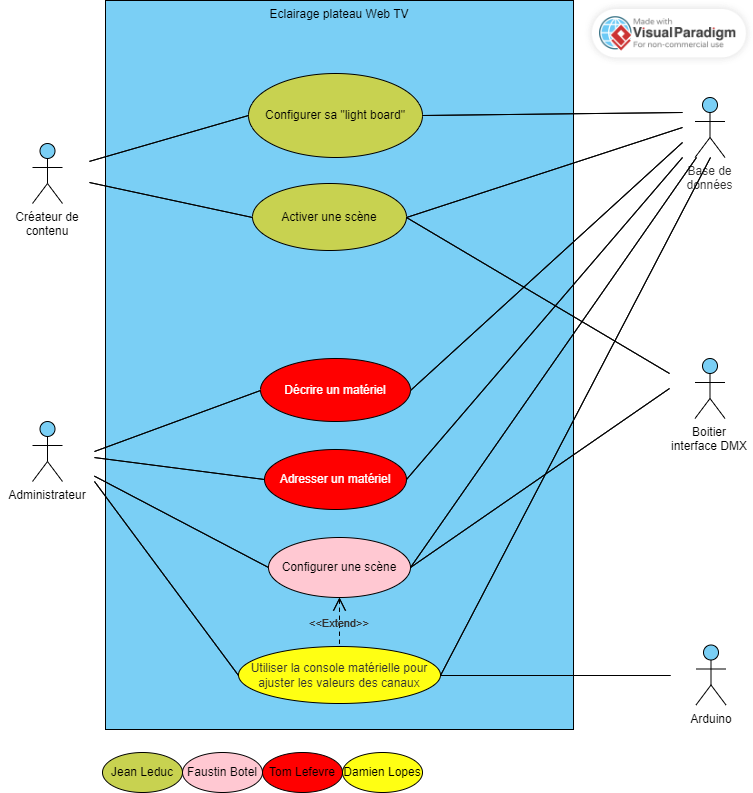 Eclairage plateau Web TV
Made with
VisualParadigm
For non-commercial use
Configurer sa "light board"
Base de
données
Créateur de
contenu
Activer une scène
Décrire un matériel
Boitier
interface DMX
Adresser un matériel
Administrateur
Configurer une scène
<<Extend>>
Utiliser la console matérielle pour
ajuster les valeurs des canaux
Arduino
Jean Leduc
Faustin Botel
Tom Lefevre
Damien Lopes